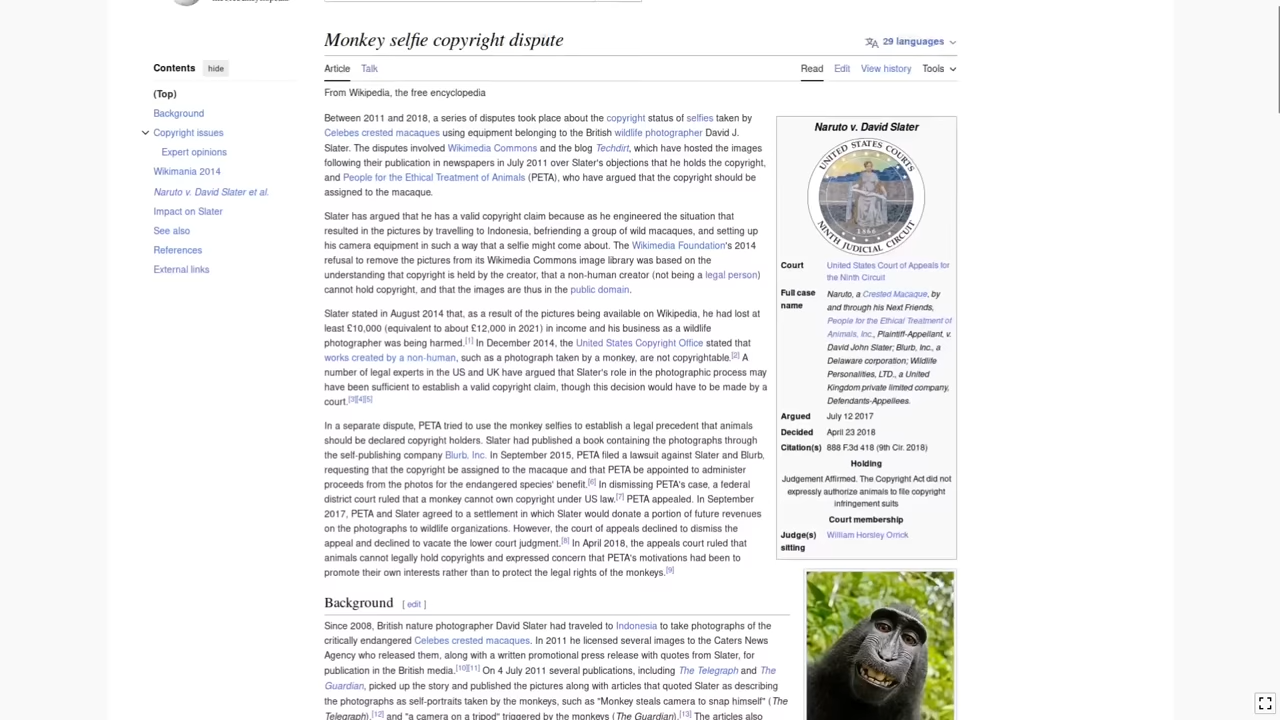 Monkey selfie copyright dispute
29 languages
Contents hide
Article Talk
Read Edit View history Tools
(Top)
Background
Copyright issues
Expert opinions
Wikimania 2014
Naruto v. David Slater et al.
Impact on Slater
See also
References
External links
From Wikipedia, the free encyclopedia
Between 2011 and 2018, a series of disputes took place about the copyright status of selfies taken by
Celebes crested macaques using equipment belonging to the British wildlife photographer David J.
Slater. The disputes involved Wikimedia Commons and the blog Techdirt, which have hosted the images
following their publication in newspapers in July 2011 over Slater's objections that he holds the copyright,
and People for the Ethical Treatment of Animals (PETA), who have argued that the copyright should be
assigned to the macaque.
Slater has argued that he has a valid copyright claim because as he engineered the situation that
resulted in the pictures by travelling to Indonesia, befriending a group of wild macaques, and setting up
his camera equipment in such a way that a selfie might come about. The Wikimedia Foundation's 2014
refusal to remove the pictures from its Wikimedia Commons image library was based on the
understanding that copyright is held by the creator, that a non-human creator (not being a legal person)
cannot hold copyright, and that the images are thus in the public domain.
Slater stated in August 2014 that, as a result of the pictures being available on Wikipedia, he had lost at
least £10,000 (equivalent to about £12,000 in 2021) in income and his business as a wildlife
photographer was being harmed.[1] In December 2014, the United States Copyright Office stated that
works created by a non-human, such as a photograph taken by a monkey, are not copyrightable.[2] A
number of legal experts in the US and UK have argued that Slater's role in the photographic process may
have been sufficient to establish a valid copyright claim, though this decision would have to be made by a
court.[3][4][5]
In a separate dispute, PETA tried to use the monkey selfies to establish a legal precedent that animals
should be declared copyright holders. Slater had published a book containing the photographs through
the self-publishing company Blurb, Inc. In September 2015, PETA filed a lawsuit against Slater and Blurb,
requesting that the copyright be assigned to the macaque and that PETA be appointed to administer
proceeds from the photos for the endangered species' benefit.[6] In dismissing PETA's case, a federal
district court ruled that a monkey cannot own copyright under US law.[7] PETA appealed. In September
2017, PETA and Slater agreed to a settlement in which Slater would donate a portion of future revenues
on the photographs to wildlife organizations. However, the court of appeals declined to dismiss the
appeal and declined to vacate the lower court judgment.[8] In April 2018, the appeals court ruled that
animals cannot legally hold copyrights and expressed concern that PETA's motivations had been to
promote their own interests rather than to protect the legal rights of the monkeys.[9]
Naruto v. David Slater
UNITED STATES COURTS
1866
NINTH JUDICIAL CIRCUIT
Court United States Court of Appeals for
the Ninth Circuit
Full case Naruto, a Crested Macaque, by
name and through his Next Friends,
People for the Ethical Treatment of
Animals, Inc., Plaintiff-Appellant, v.
David John Slater; Blurb, Inc., a
Delaware corporation; Wildlife
Personalities, LTD., a United
Kingdom private limited company,
Defendants-Appellees.
Argued July 12 2017
Decided April 23 2018
Citation(s) 888 F.3d 418 (9th Cir. 2018)
Holding
Judgement Affirmed. The Copyright Act did not
expressly authorize animals to file copyright
infringement suits
Court membership
Judge(s) William Horsley Orrick
sitting
Background [ edit ]
Since 2008, British nature photographer David Slater had traveled to Indonesia to take photographs of the
critically endangered Celebes crested macaques. In 2011 he licensed several images to the Caters News
Agency who released them, along with a written promotional press release with quotes from Slater, for
publication in the British media.[10][11] On 4 July 2011 several publications, including The Telegraph and The
Guardian, picked up the story and published the pictures along with articles that quoted Slater as describing
the photographs as self-portraits taken by the monkeys, such as "Monkey steals camera to snap himself" (The
Telegraph),[12] and "a camera on a tripod" triggered by the monkeys (The Guardian).[13] The articles also